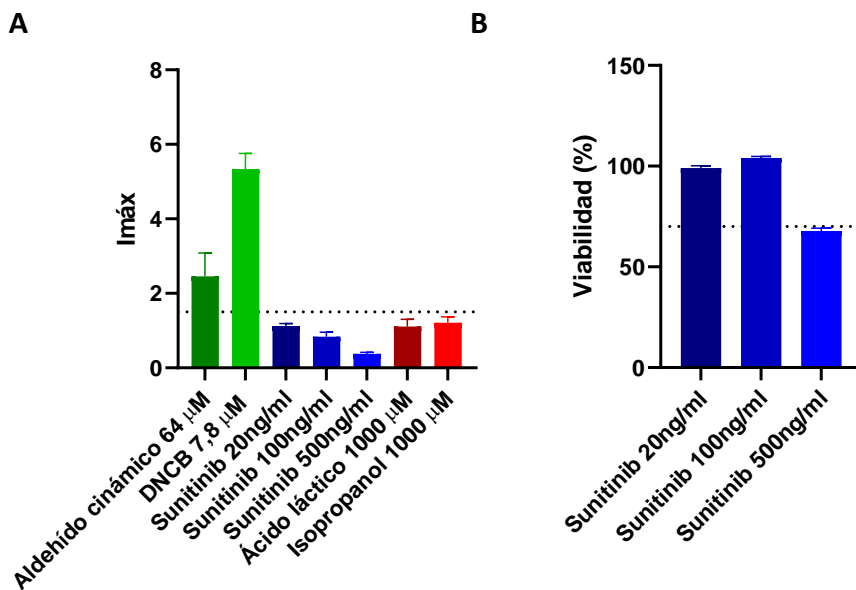 A
B
Imáx
8
6
4
2
0
Aldehído cinámico 64 μM
DNCB 7,8 μM
Sunitinib 20ng/ml
Sunitinib 100ng/ml
Sunitinib 500ng/ml
Ácido láctico 1000 μM
Isopropanol 1000 μM
Viabilidad (%)
150
100
50
0
Sunitinib 20ng/ml
Sunitinib 100ng/ml
Sunitinib 500ng/ml